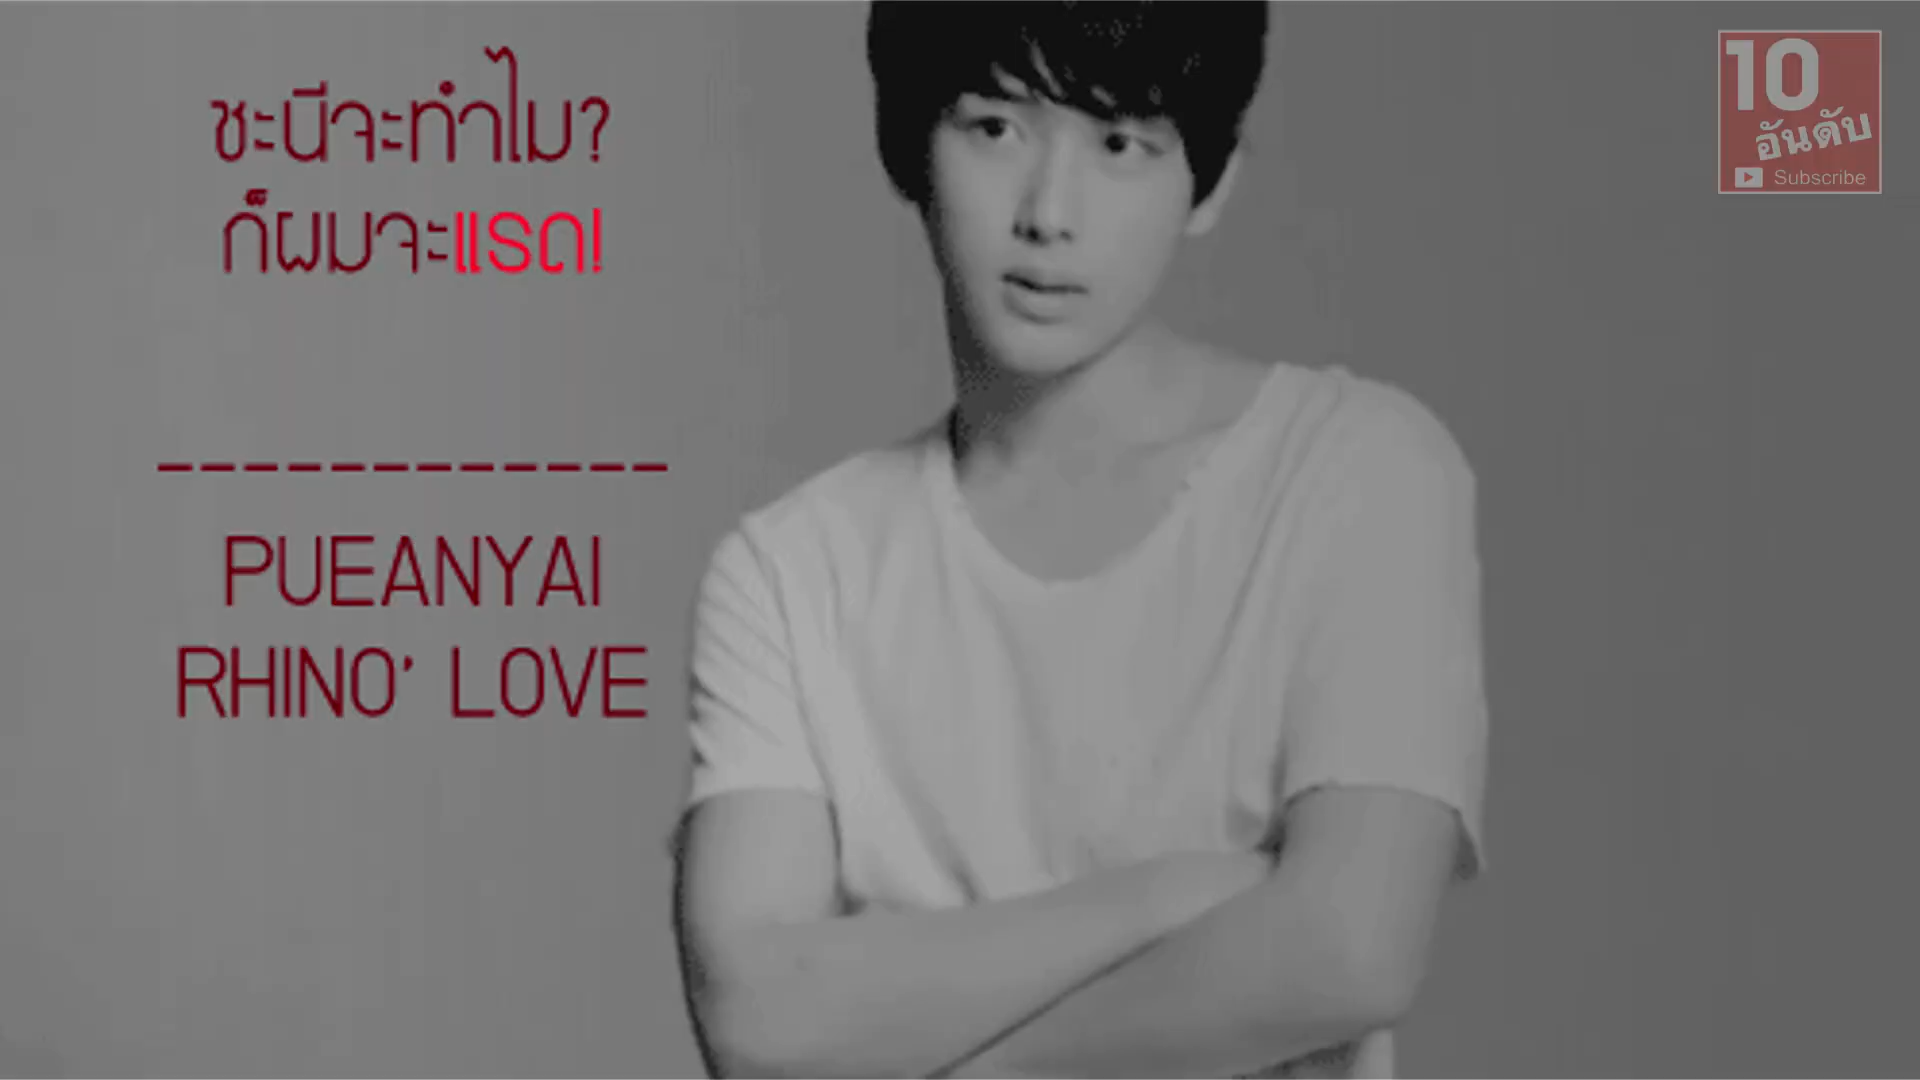 ชะนีจะทำไม?
ก็ผมจะแรด!
-------------
PUEANYAI
RHINO' LOVE
10
อันดับ
Subscribe